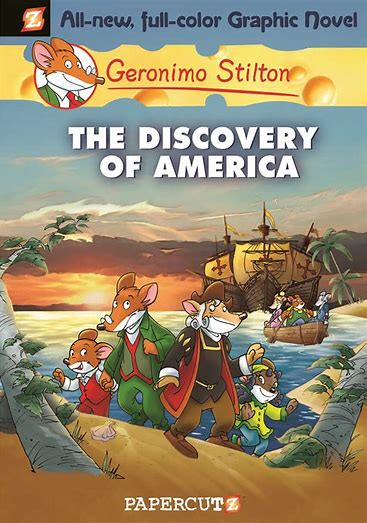 All-new, full-color Graphic Novel
Geronimo Stilton
THE DISCOVERY
OF AMERICA
PAPERCUTZ